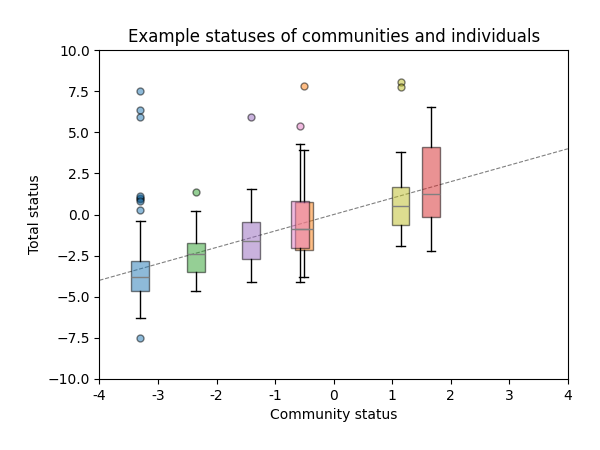 Example statuses of communities and individuals
10.0
7.5
5.0
2.5
0.0
−2.5
−5.0
−7.5
−10.0
Total status
-4 -3 -2 -1 0 1 2 3 4
Community status